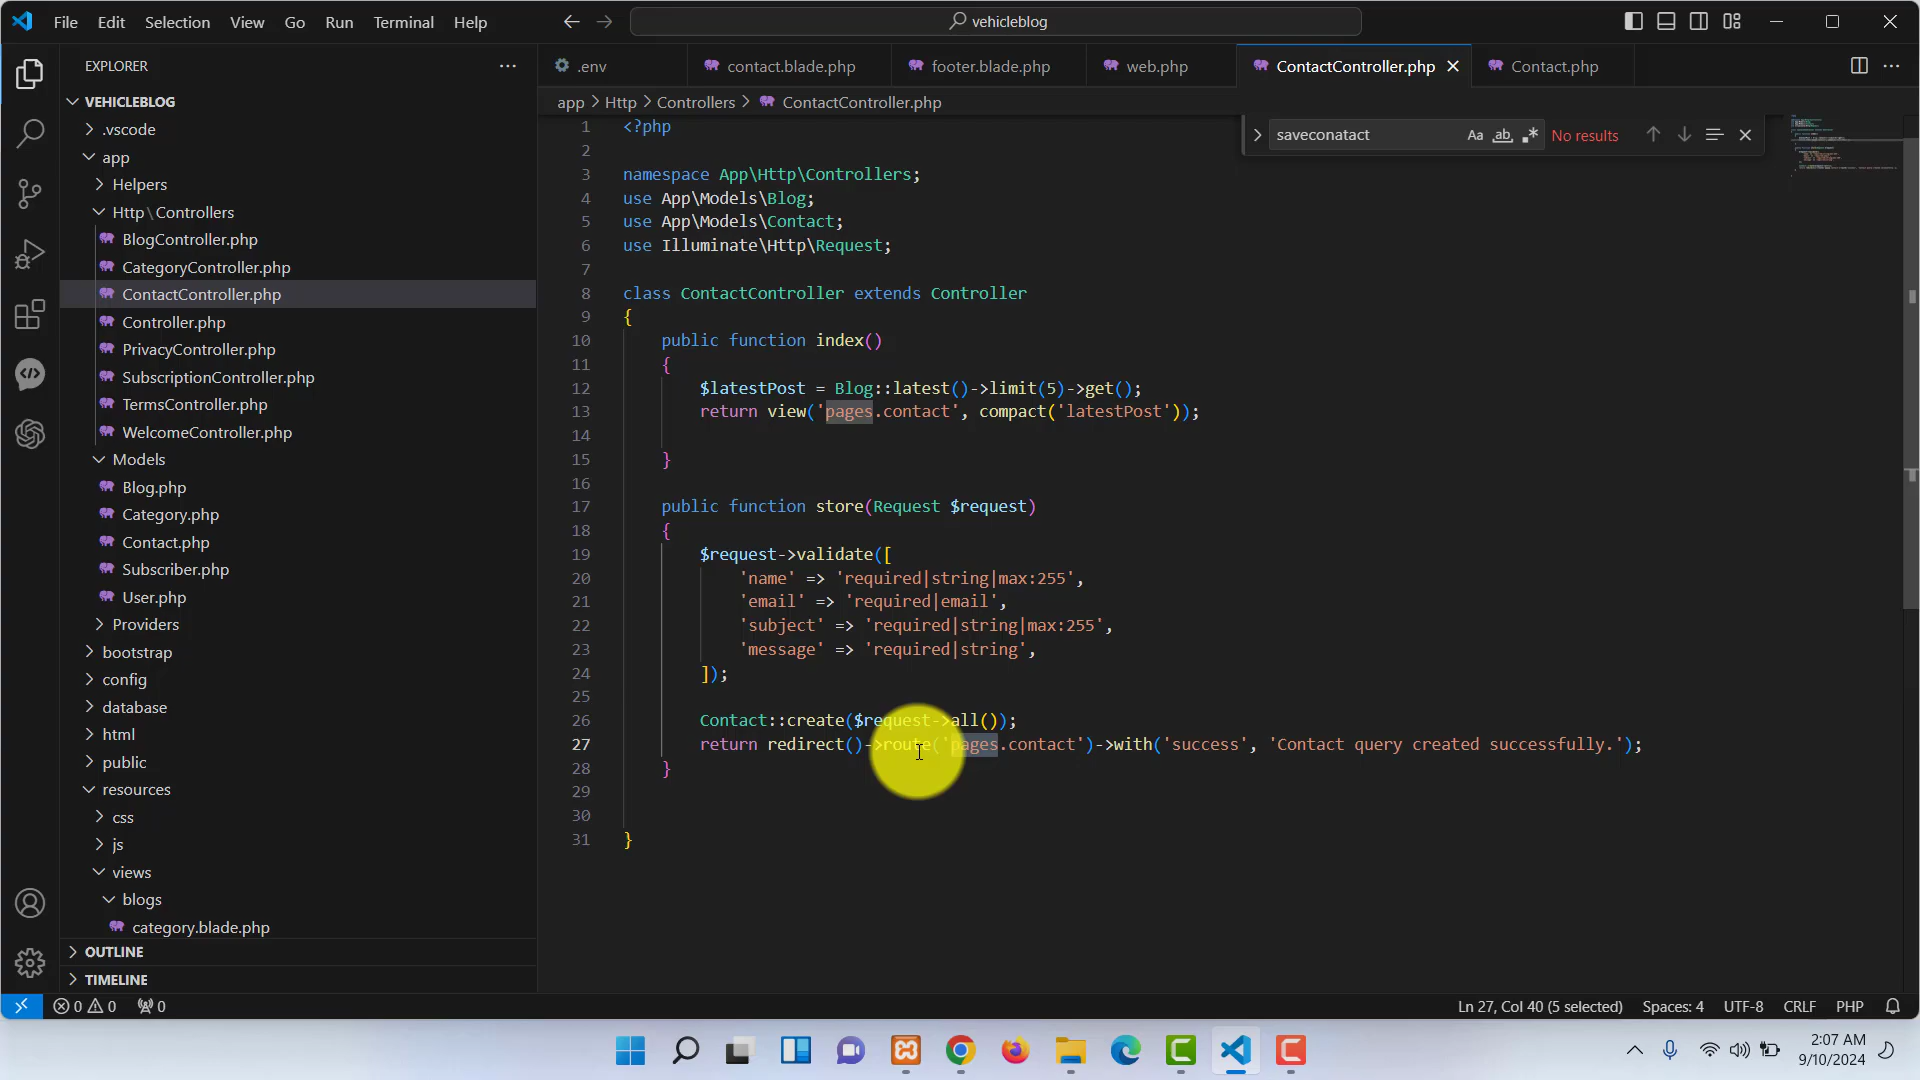 File Edit Selection View Go Run Terminal Help
vehicleblog
EXPLORER
VEHICLEBLOG
.vscode
app
Helpers
Http\Controllers
BlogController.php
CategoryController.php
ContactController.php
Controller.php
PrivacyController.php
SubscriptionController.php
TermsController.php
WelcomeController.php
Models
Blog.php
Category.php
Contact.php
Subscriber.php
User.php
Providers
bootstrap
config
database
html
public
resources
css
js
views
blogs
category.blade.php
OUTLINE
TIMELINE
.env contact.blade.php footer.blade.php web.php ContactController.php Contact.php
app > Http > Controllers > ContactController.php
saveconatact Aa ab No results
1 <?php
2
3 namespace App\Http\Controllers;
4 use App\Models\Blog;
5 use App\Models\Contact;
6 use Illuminate\Http\Request;
7
8 class ContactController extends Controller
9 {
10 public function index()
11 {
12 $latestPost = Blog::latest()->limit(5)->get();
13 return view('pages.contact', compact('latestPost'));
14
15 }
16
17 public function store(Request $request)
18 {
19 $request->validate([
20 'name' => 'required|string|max:255',
21 'email' => 'required|email',
22 'subject' => 'required|string|max:255',
23 'message' => 'required|string',
24 ]);
25
26 Contact::create($request->all());
27 return redirect()->route('pages.contact')->with('success', 'Contact query created successfully.');
28 }
29
30
31 }
0 0 0
Ln 27, Col 40 (5 selected) Spaces: 4 UTF-8 CRLF PHP
2:07 AM
9/10/2024